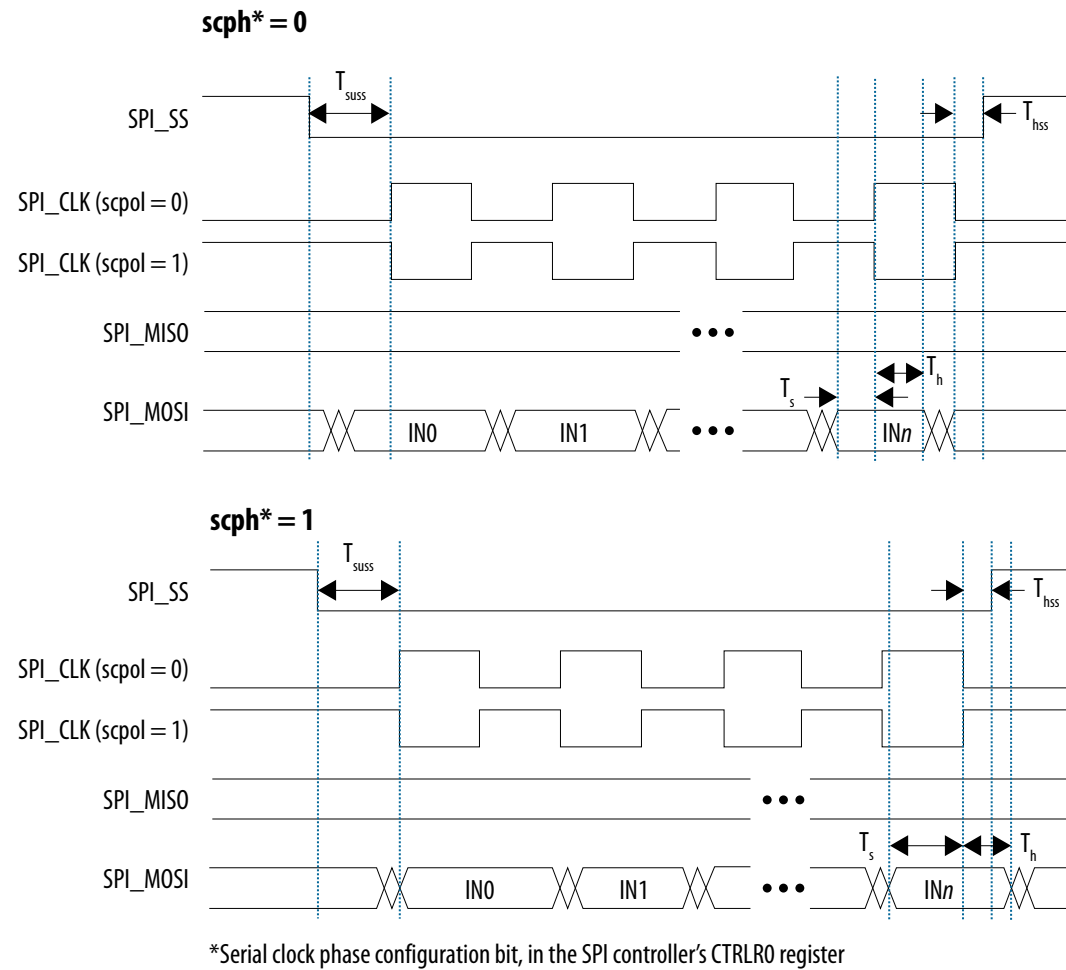 scph* = 0
T_suss
SPI_SS
T_hss
SPI_CLK (scpol = 0)
SPI_CLK (scpol = 1)
SPI_MISO
T_h
T_s
SPI_MOSI
IN0
IN1
INn
scph* = 1
T_suss
SPI_SS
T_hss
SPI_CLK (scpol = 0)
SPI_CLK (scpol = 1)
SPI_MISO
T_s
T_h
SPI_MOSI
IN0
IN1
INn
*Serial clock phase configuration bit, in the SPI controller's CTRLR0 register